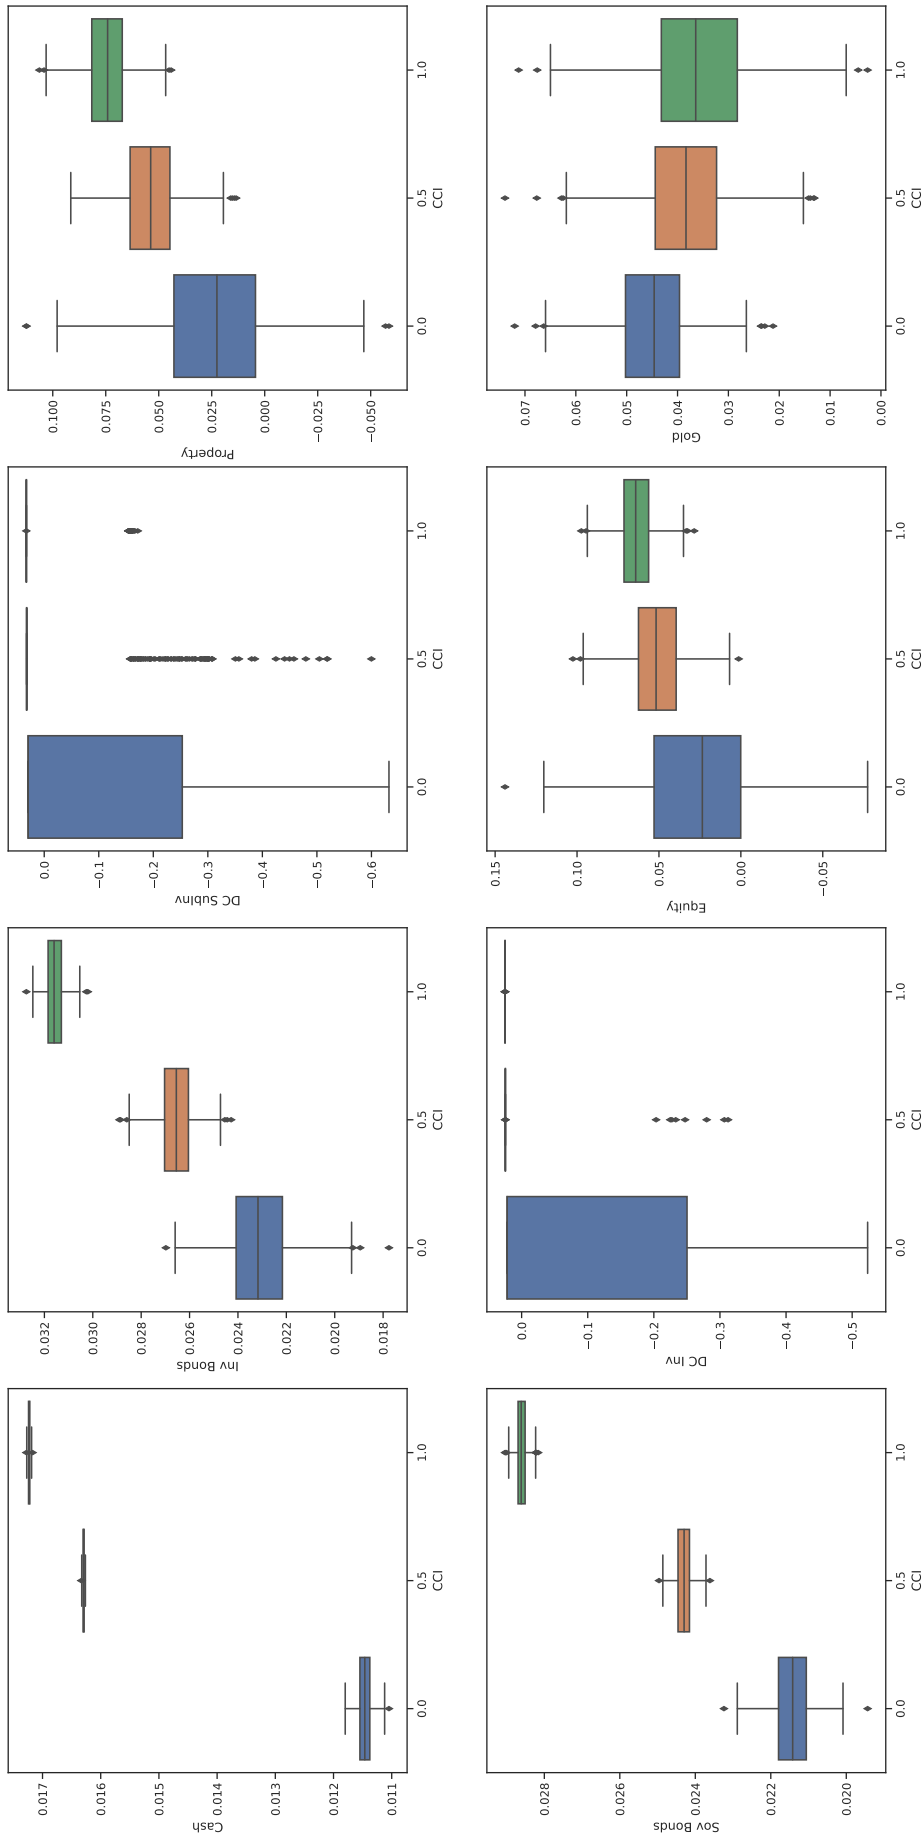 Cash
0.017
0.016
0.015
0.014
0.013
0.012
0.011
0.0 0.5 1.0
CCI
Inv Bonds
0.032
0.030
0.028
0.026
0.024
0.022
0.020
0.018
0.0 0.5 1.0
CCI
DC SubInv
0.0
−0.1
−0.2
−0.3
−0.4
−0.5
−0.6
0.0 0.5 1.0
CCI
Property
0.100
0.075
0.050
0.025
0.000
−0.025
−0.050
0.0 0.5 1.0
CCI
Sov Bonds
0.028
0.026
0.024
0.022
0.020
0.0 0.5 1.0
CCI
DC Inv
0.0
−0.1
−0.2
−0.3
−0.4
−0.5
0.0 0.5 1.0
CCI
Equity
0.15
0.10
0.05
0.00
−0.05
0.0 0.5 1.0
CCI
Gold
0.07
0.06
0.05
0.04
0.03
0.02
0.01
0.00
0.0 0.5 1.0
CCI